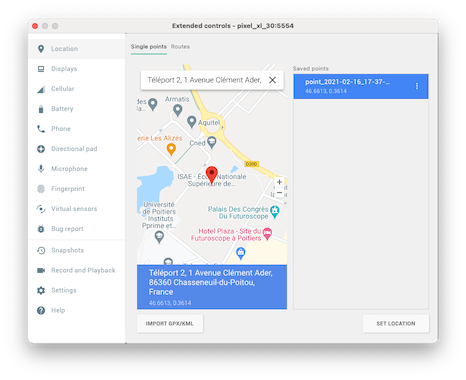 Extended controls - pixel_xl_30:5554
Location
Displays
Cellular
Battery
Phone
Directional pad
Microphone
Fingerprint
Virtual sensors
Bug report
Snapshots
Record and Playback
Settings
Help
Single points
Routes
Téléport 2, 1 Avenue Clément Ader,
Armatis
Aquitel
ene Les Alizés
Cned
D20D
ISAE - Éco
Nationale
Supérieure de...
Université
de Poitiers
Instituts
Pprime et...
Palais Des Congrès
Du Futuroscope
Hotel Plaza - Site du
Futuroscope à Poitiers
+
−
Téléport 2, 1 Avenue Clément Ader,
86360 Chasseneuil-du-Poitou,
France
46.6613, 0.3614
IMPORT GPX/KML
Saved points
point_2021-02-16_17-37-...
46.6613, 0.3614
SET LOCATION